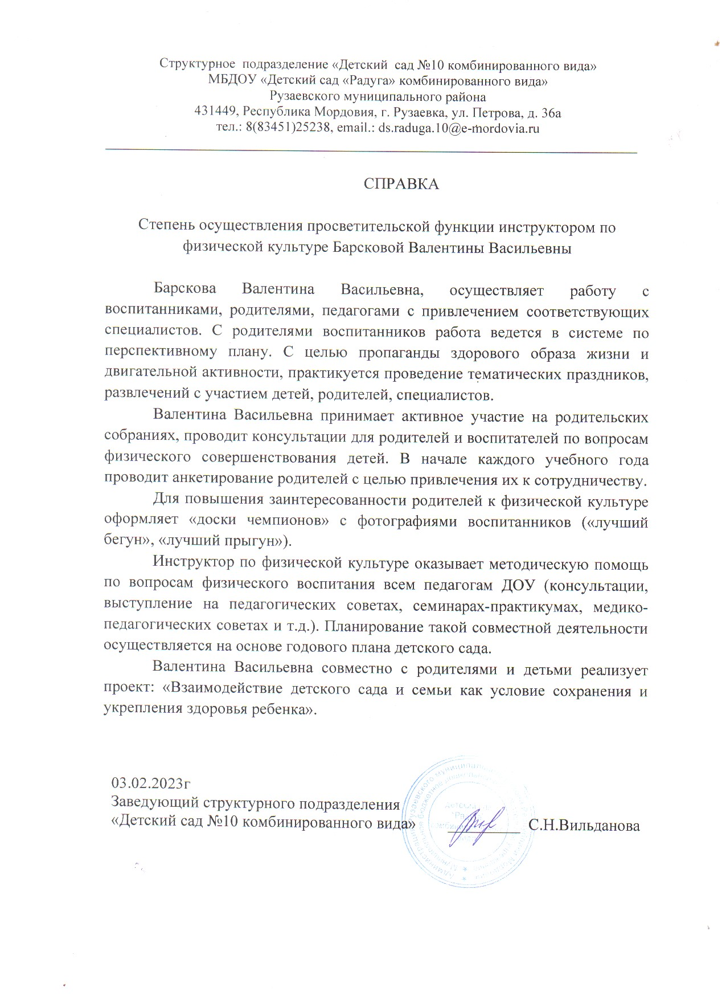 Структурное подразделение «Детский сад №10 комбинированного вида»
МБДОУ «Детский сад «Радуга» комбинированного вида»
Рузаевского муниципального района
431449, Республика Мордовия, г. Рузаевка, ул. Петрова, д. 36а
тел.: 8(83451)25238, email.: ds.raduga.10@e-mordovia.ru
СПРАВКА
Степень осуществления просветительской функции инструктором по
физической культуре Барсковой Валентины Васильевны
Барскова Валентина Васильевна, осуществляет работу с
воспитанниками, родителями, педагогами с привлечением соответствующих
специалистов. С родителями воспитанников работа ведется в системе по
перспективному плану. С целью пропаганды здорового образа жизни и
двигательной активности, практикуется проведение тематических праздников,
развлечений с участием детей, родителей, специалистов.
Валентина Васильевна принимает активное участие на родительских
собраниях, проводит консультации для родителей и воспитателей по вопросам
физического совершенствования детей. В начале каждого учебного года
проводит анкетирование родителей с целью привлечения их к сотрудничеству.
Для повышения заинтересованности родителей к физической культуре
оформляет «доски чемпионов» с фотографиями воспитанников («лучший
бегун», «лучший прыгун»).
Инструктор по физической культуре оказывает методическую помощь
по вопросам физического воспитания всем педагогам ДОУ (консультации,
выступление на педагогических советах, семинарах-практикумах, медико-
педагогических советах и т.д.). Планирование такой совместной деятельности
осуществляется на основе годового плана детского сада.
Валентина Васильевна совместно с родителями и детьми реализует
проект: «Взаимодействие детского сада и семьи как условие сохранения и
укрепления здоровья ребенка».
03.02.2023г
Заведующий структурного подразделения
«Детский сад №10 комбинированного вида» _________ С.Н.Вильданова